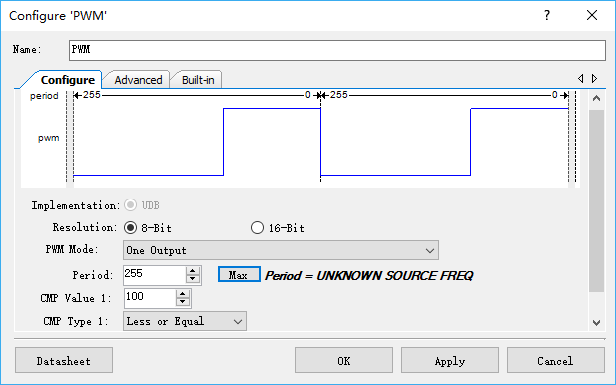 Configure 'PWM'
Name: PWM
Configure Advanced Built-in
period 255 0 255 0
pwm
Implementation: UDB
Resolution: 8-Bit 16-Bit
PWM Mode: One Output
Period: 255 Max Period = UNKNOWN SOURCE FREQ
CMP Value 1: 100
CMP Type 1: Less or Equal
Datasheet OK Apply Cancel